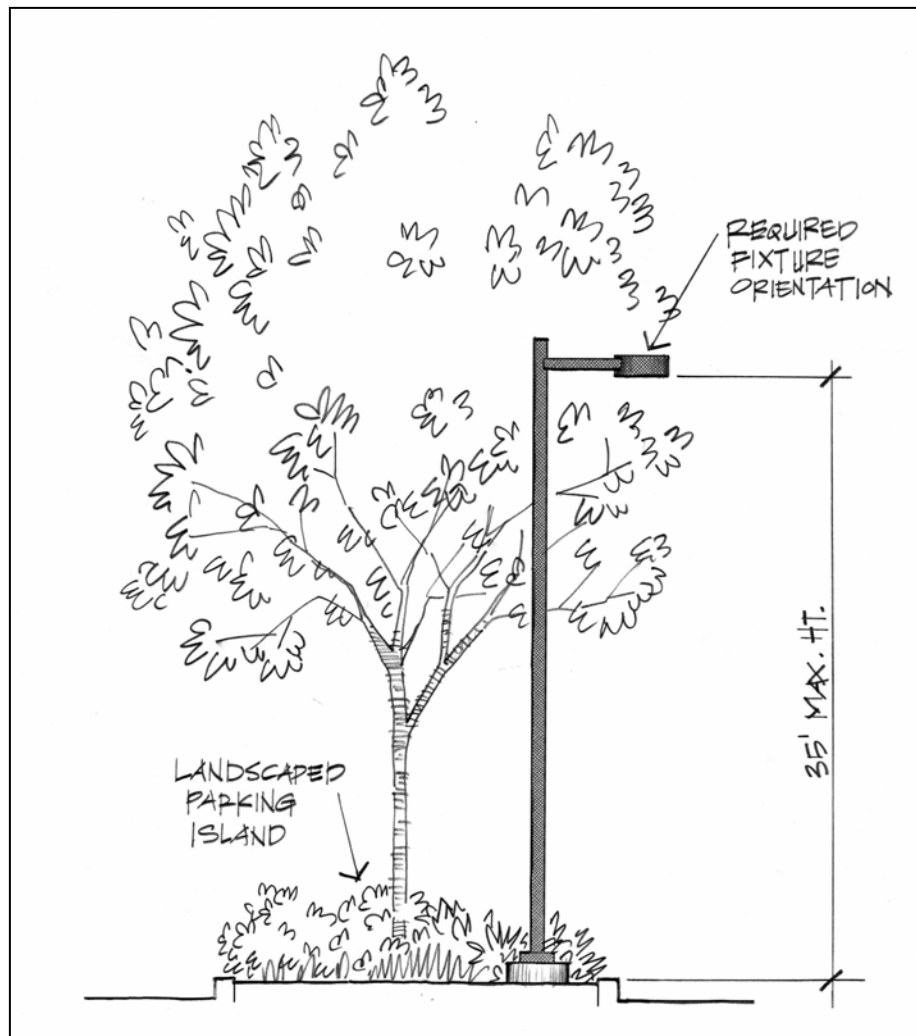 REQUIRED
FIXTURE
ORIENTATION
35' MAX. HT.
LANDSCAPED
PARKING
ISLAND